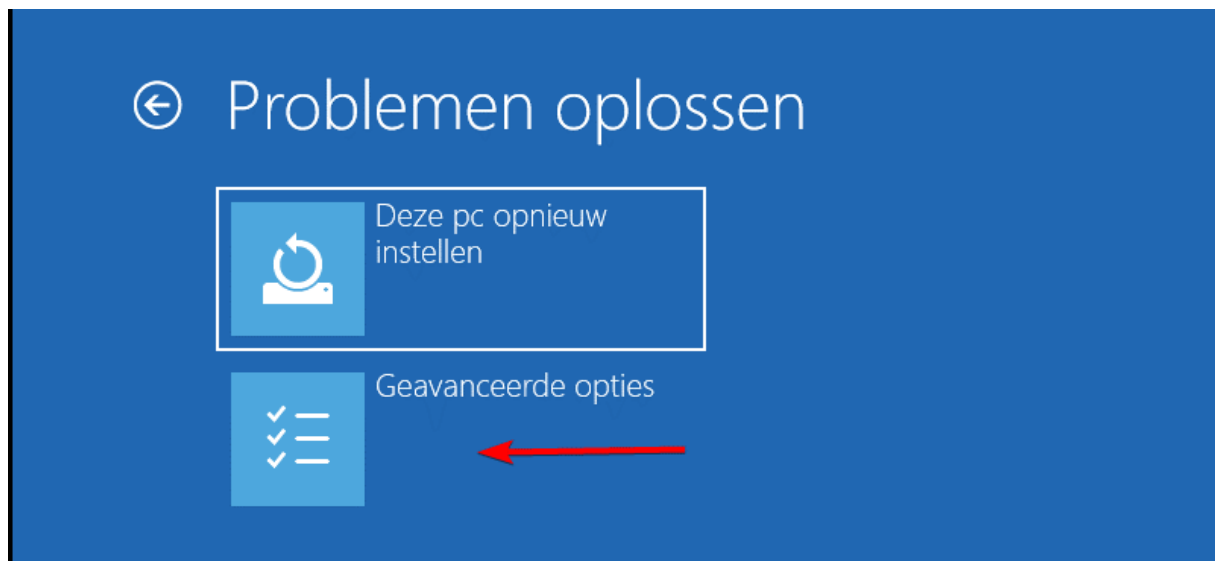 Problemen oplossen
Deze pc opnieuw
instellen
Geavanceerde opties